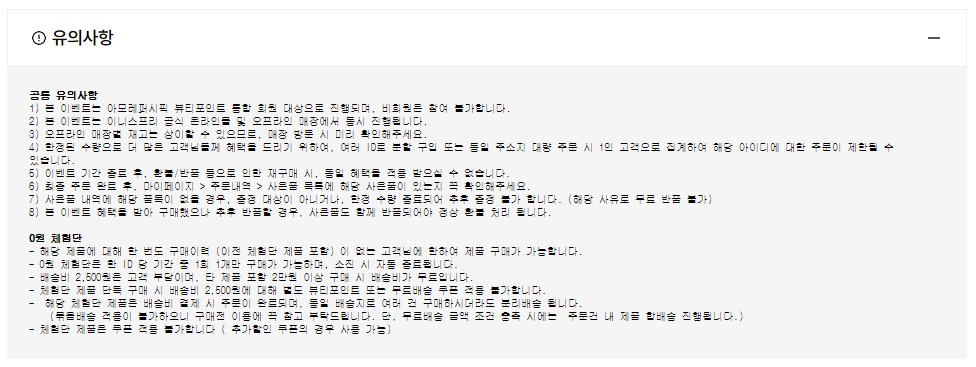 유의사항
공통 유의사항
1) 본 이벤트는 아모레퍼시픽 뷰티포인트 통합 회원 대상으로 진행되며, 비회원은 참여 불가합니다.
2) 본 이벤트는 이니스프리 공식 온라인몰 및 오프라인 매장에서 동시 진행됩니다.
3) 오프라인 매장별 재고는 상이할 수 있으므로, 매장 방문 시 미리 확인해주세요.
4) 한정된 수량으로 더 많은 고객님들께 혜택을 드리기 위하여, 여러 ID로 분할 구입 또는 동일 주소지 대량 주문 시 1인 고객으로 집계하여 해당 아이디에 대한 주문이 제한될 수
있습니다.
5) 이벤트 기간 종료 후, 환불/반품 등으로 인한 재구매 시, 동일 혜택을 적용 받으실 수 없습니다.
6) 최종 주문 완료 후, 마이페이지 > 주문내역 > 사은품 목록에 해당 사은품이 있는지 꼭 확인해주세요.
7) 사은품 내역에 해당 품목이 없을 경우, 증정 대상이 아니거나, 한정 수량 종료되어 추후 증정 불가 합니다. (해당 사유로 무료 반품 불가)
8) 본 이벤트 혜택을 받아 구매했으나 추후 반품할 경우, 사은품도 함께 반품되어야 정상 환불 처리 됩니다.
0원 체험단
- 해당 제품에 대해 한 번도 구매이력 (이전 체험단 제품 포함) 이 없는 고객님에 한하여 제품 구매가 가능합니다.
- 0원 체험단은 한 ID 당 기간 중 1회 1개만 구매가 가능하며, 소진 시 자동 종료됩니다.
- 배송비 2,500원은 고객 부담이며, 타 제품 포함 2만원 이상 구매 시 배송비가 무료입니다.
- 체험단 제품 단독 구매 시 배송비 2,500원에 대해 별도 뷰티포인트 또는 무료배송 쿠폰 적용 불가합니다.
- 해당 체험단 제품은 배송비 결제 시 주문이 완료되며, 동일 배송지로 여러 건 구매하시더라도 분리배송 됩니다.
(묶음배송 적용이 불가하오니 구매전 이용에 꼭 참고 부탁드립니다. 단, 무료배송 금액 조건 충족 시에는 주문건 내 제품 합배송 진행됩니다.)
- 체험단 제품은 쿠폰 적용 불가합니다 ( 추가할인 쿠폰의 경우 사용 가능)